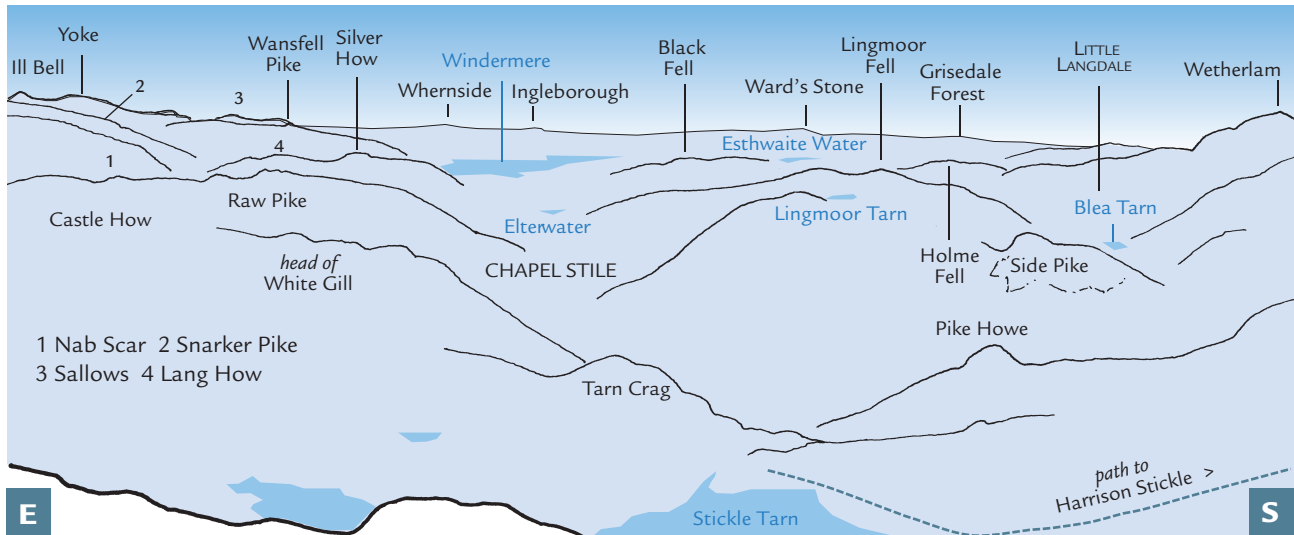 Ill Bell
Yoke
2
3
Wansfell
Pike
Silver
How
Windermere
Whernside
Ingleborough
Black
Fell
Ward's Stone
Lingmoor
Fell
Grisedale
Forest
LITTLE
LANGDALE
Wetherlam
1
4
Esthwaite Water
Castle How
Raw Pike
Elterwater
Lingmoor Tarn
Blea Tarn
head of
White Gill
CHAPEL STILE
Holme
Fell
Side Pike
1 Nab Scar 2 Snarker Pike
3 Sallows 4 Lang How
Pike Howe
Tarn Crag
path to
Harrison Stickle >
E
Stickle Tarn
S